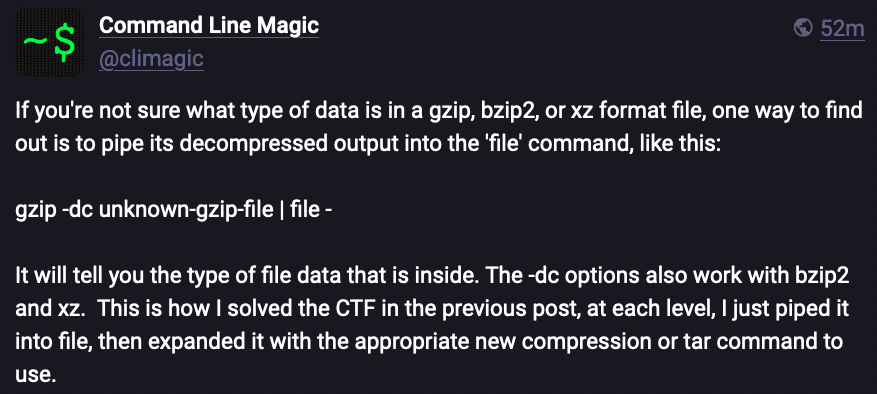 ~$
Command Line Magic
52m
@climagic
If you're not sure what type of data is in a gzip, bzip2, or xz format file, one way to find
out is to pipe its decompressed output into the 'file' command, like this:
gzip -dc unknown-gzip-file | file -
It will tell you the type of file data that is inside. The -dc options also work with bzip2
and xz.  This is how I solved the CTF in the previous post, at each level, I just piped it
into file, then expanded it with the appropriate new compression or tar command to
use.